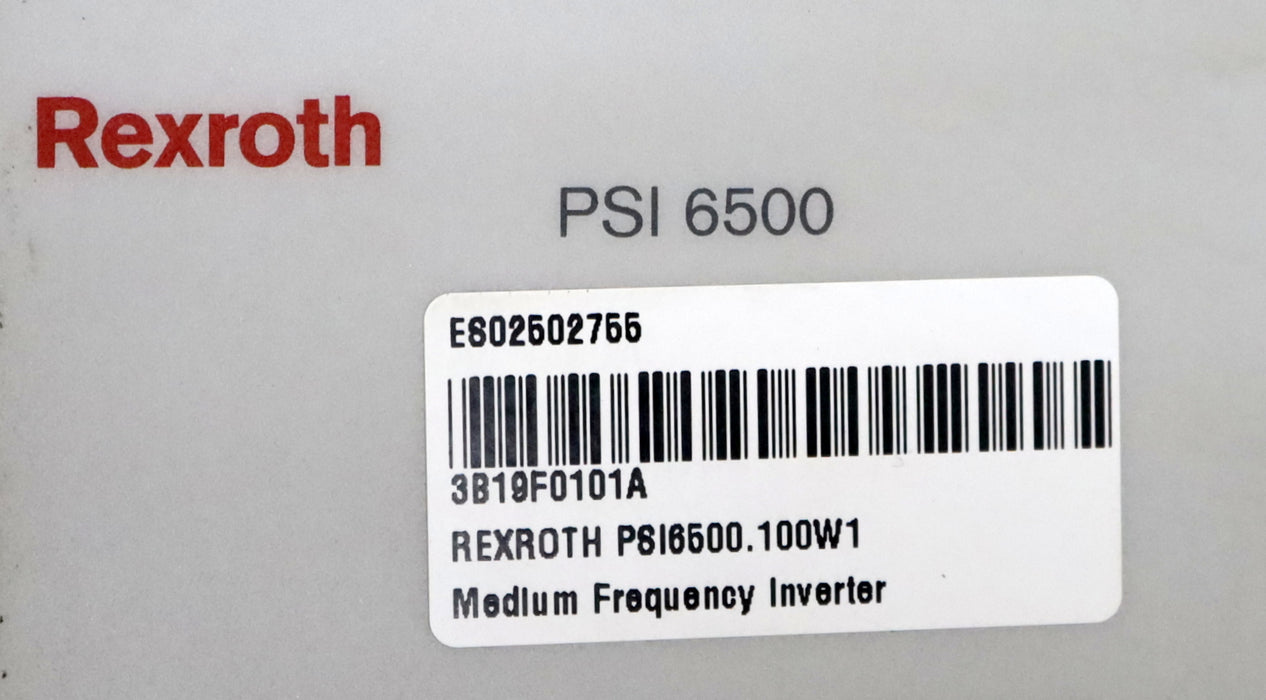 Rexroth
PSI 6500
ES02502755
3B19F0101A
REXROTH PSI6500.100W1
Medium Frequency Inverter